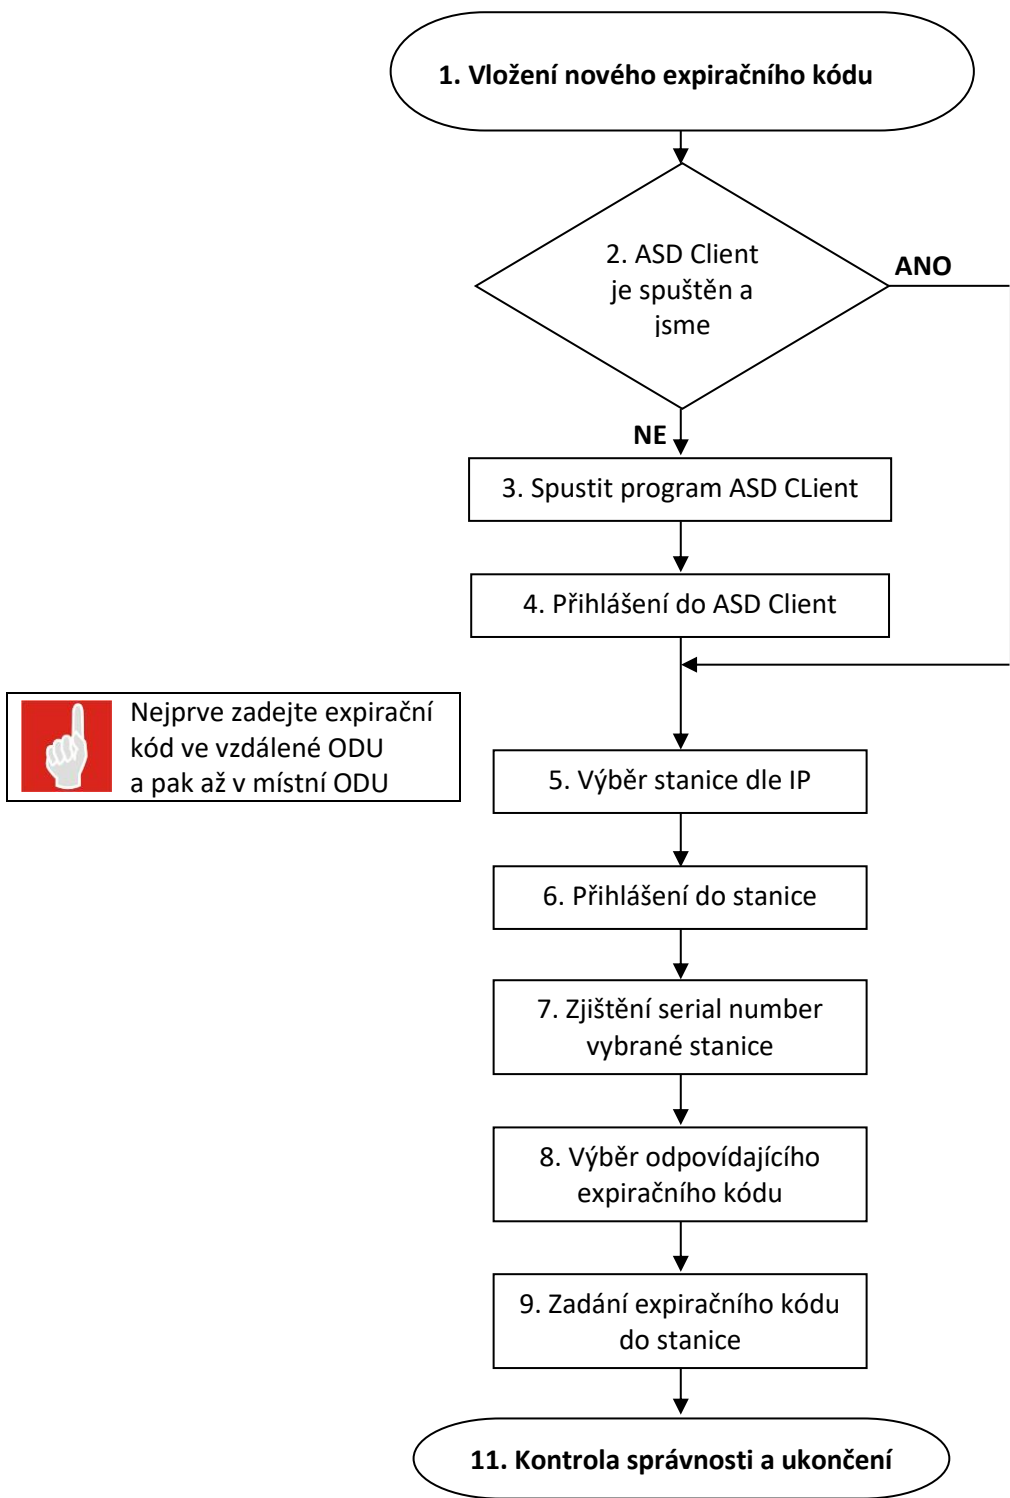 1. Vložení nového expiračního kódu
2. ASD Client
je spuštěn a
jsme
ANO
NE
3. Spustit program ASD CLient
4. Přihlášení do ASD Client
Nejprve zadejte expirační
kód ve vzdálené ODU
a pak až v místní ODU
5. Výběr stanice dle IP
6. Přihlášení do stanice
7. Zjištění serial number
vybrané stanice
8. Výběr odpovídajícího
expiračního kódu
9. Zadání expiračního kódu
do stanice
11. Kontrola správnosti a ukončení